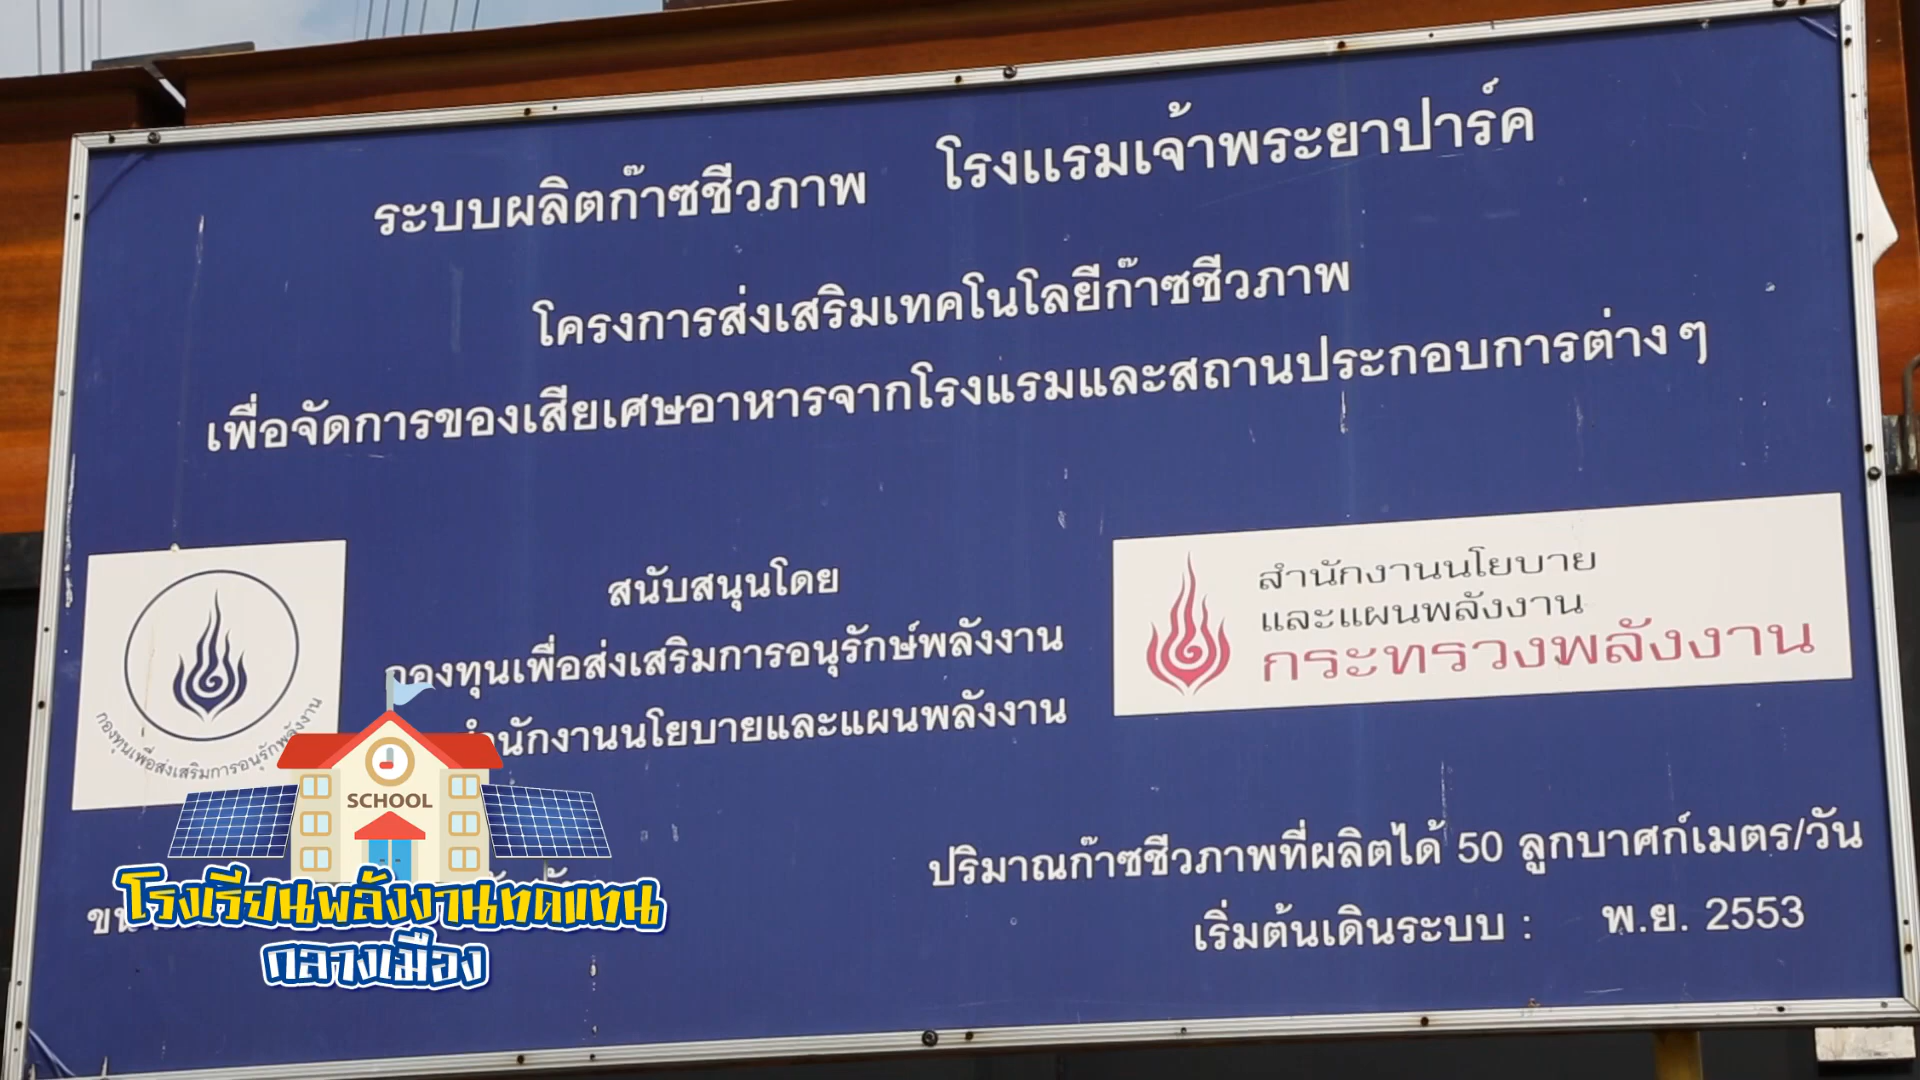 ระบบผลิตก๊าซชีวภาพ โรงแรมเจ้าพระยาปาร์ค
โครงการส่งเสริมเทคโนโลยีก๊าซชีวภาพ
เพื่อจัดการของเสียเศษอาหารจากโรงแรมและสถานประกอบการต่างๆ
สนับสนุนโดย
กองทุนเพื่อส่งเสริมการอนุรักษ์พลังงาน
สำนักงานนโยบายและแผนพลังงาน
กองทุนเพื่อส่งเสริมการอนุรักพลังงาน
สำนักงานนโยบาย
และแผนพลังงาน
กระทรวงพลังงาน
ปริมาณก๊าซชีวภาพที่ผลิตได้ 50 ลูกบาศก์เมตร/วัน
เริ่มต้นเดินระบบ : พ.ย. 2553
SCHOOL
โรงเรียนพลังงานทดแทน
กลางเมือง